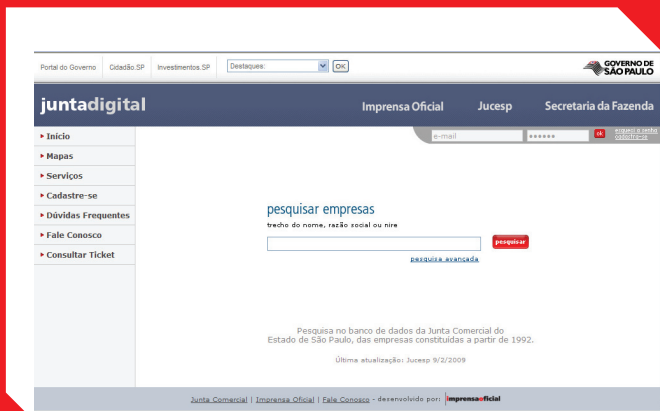 Portal do Governo Cidadão.SP Investimentos.SP Destaques: OK GOVERNO DE
SÃO PAULO
juntadigital Imprensa Oficial Jucesp Secretaria da Fazenda
e-mail •••••• ok esqueci a senha
cadastre-se
Início
Mapas
Serviços
Cadastre-se
Dúvidas Frequentes
Fale Conosco
Consultar Ticket
pesquisar empresas
trecho do nome, razão social ou nire
pesquisar
pesquisa avançada
Pesquisa no banco de dados da Junta Comercial do
Estado de São Paulo, das empresas constituídas a partir de 1992.
Última atualização: Jucesp 9/2/2009
Junta Comercial | Imprensa Oficial | Fale Conosco - desenvolvido por: imprensaoficial